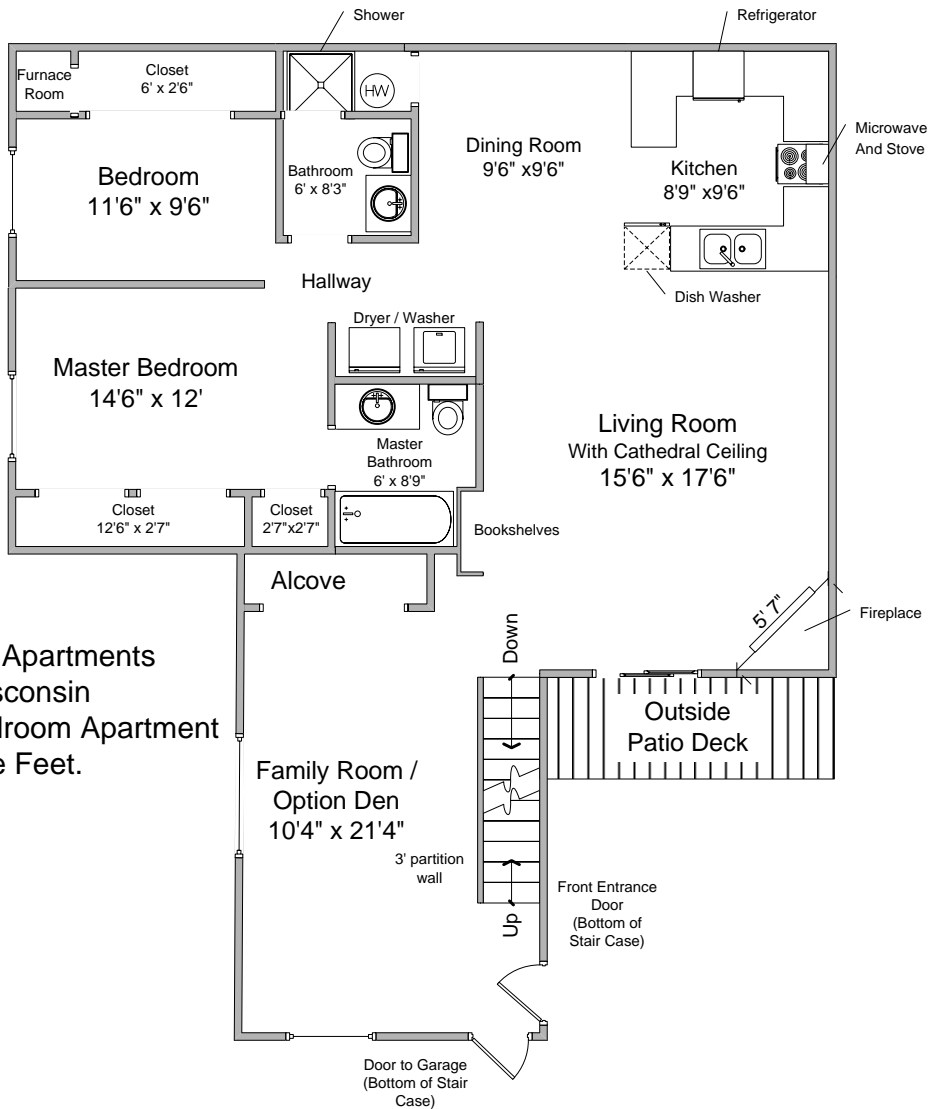 Shower
Refrigerator
Furnace
Room
Closet
6' x 2'6"
HW
Microwave
And Stove
Bedroom
11'6" x 9'6"
Bathroom
6' x 8'3"
Dining Room
9'6" x9'6"
Kitchen
8'9" x9'6"
Hallway
Dish Washer
Dryer / Washer
Master Bedroom
14'6" x 12'
Master
Bathroom
6' x 8'9"
Living Room
With Cathedral Ceiling
15'6" x 17'6"
Closet
12'6" x 2'7"
Closet
2'7"x2'7"
Bookshelves
Alcove
5' 7"
Fireplace
Apartments
sconsin
droom Apartment
e Feet.
Down
Outside
Patio Deck
Family Room /
Option Den
10'4" x 21'4"
3' partition
wall
Up
Front Entrance
Door
(Bottom of
Stair Case)
Door to Garage
(Bottom of Stair
Case)